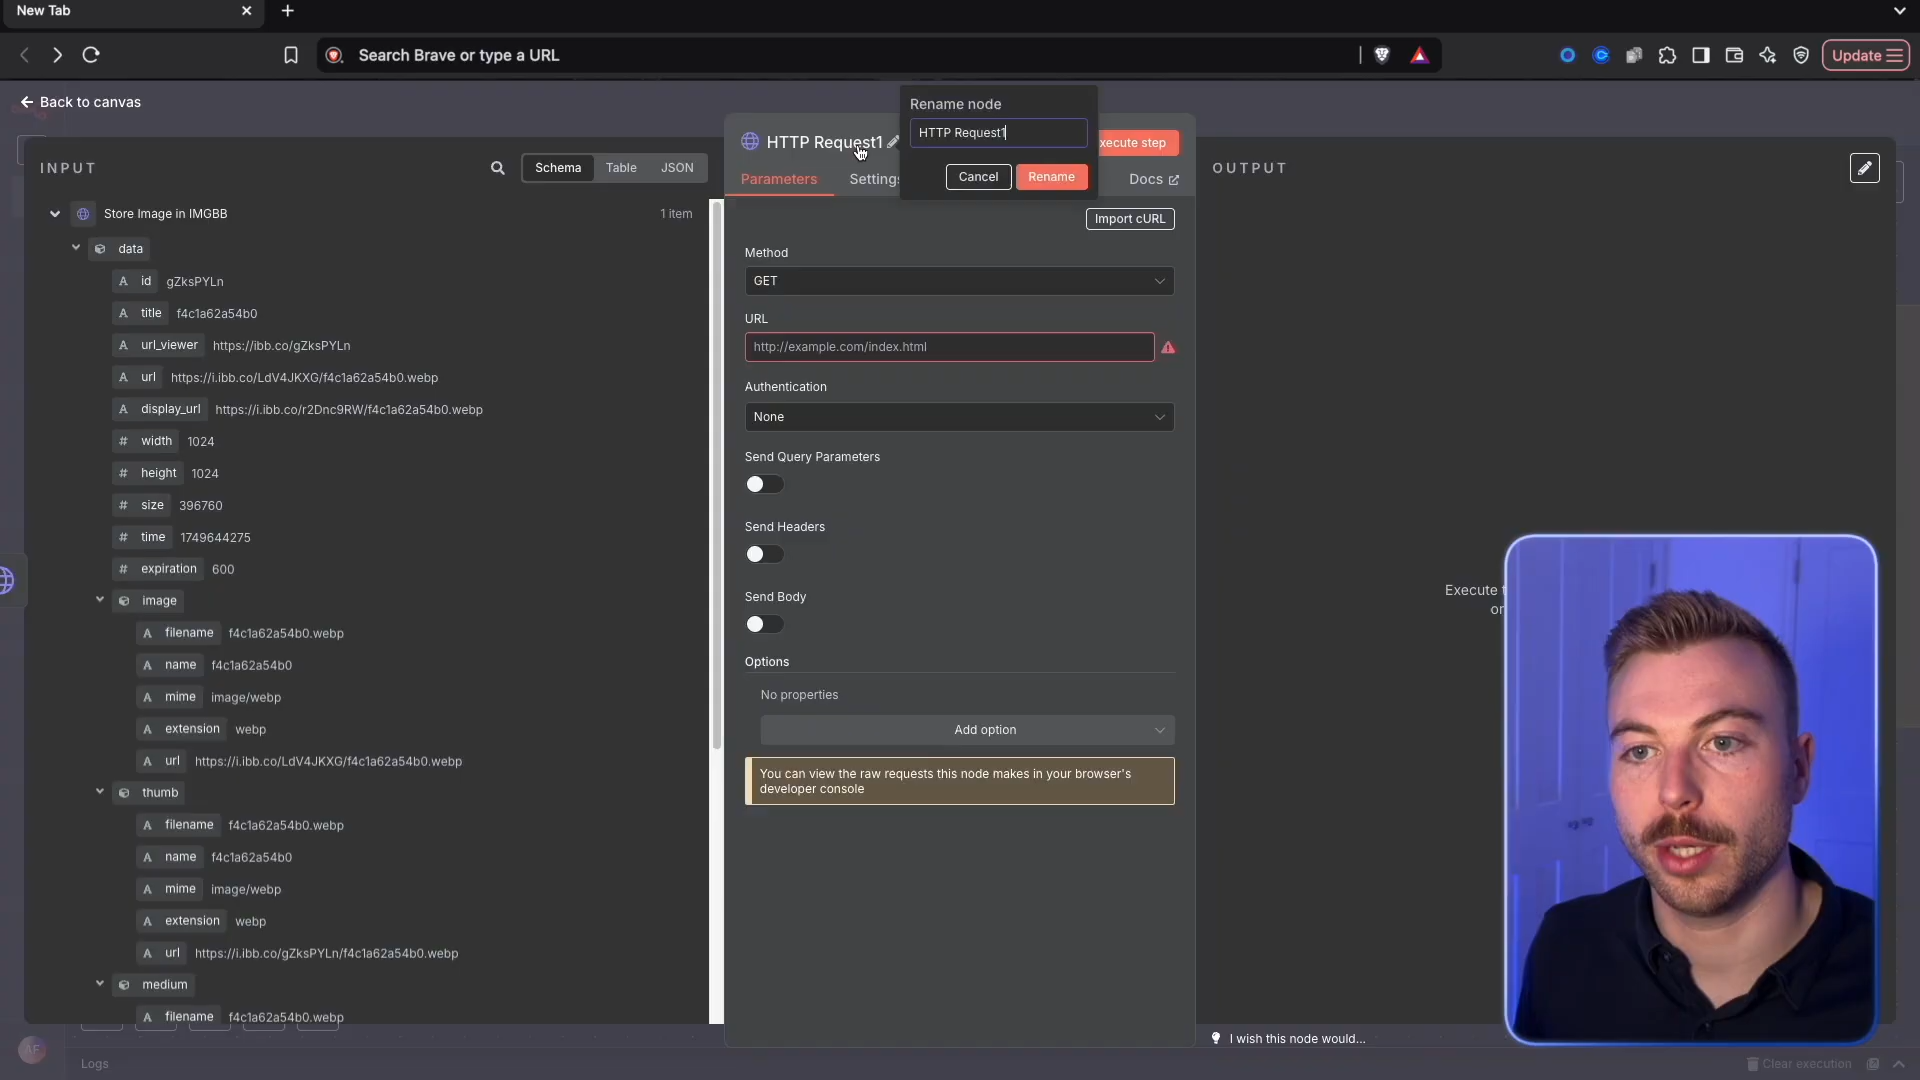 New Tab
Search Brave or type a URL
Update
Back to canvas
Rename node
HTTP Request1
Cancel
Rename
HTTP Request1
xecute step
Parameters
Settings
Docs
INPUT
Schema
Table
JSON
OUTPUT
Import cURL
Store Image in IMGBB
1 item
data
A id gZksPYLn
A title f4c1a62a54b0
A url_viewer https://ibb.co/gZksPYLn
A url https://i.ibb.co/LdV4JKXG/f4c1a62a54b0.webp
A display_url https://i.ibb.co/r2Dnc9RW/f4c1a62a54b0.webp
# width 1024
# height 1024
# size 396760
# time 1749644275
# expiration 600
image
A filename f4c1a62a54b0.webp
A name f4c1a62a54b0
A mime image/webp
A extension webp
A url https://i.ibb.co/LdV4JKXG/f4c1a62a54b0.webp
thumb
A filename f4c1a62a54b0.webp
A name f4c1a62a54b0
A mime image/webp
A extension webp
A url https://i.ibb.co/gZksPYLn/f4c1a62a54b0.webp
medium
A filename f4c1a62a54b0.webp
Method
GET
URL
http://example.com/index.html
Authentication
None
Send Query Parameters
Send Headers
Send Body
Options
No properties
Add option
You can view the raw requests this node makes in your browser's
developer console
Execute t
or
I wish this node would...
AF
Logs
Clear execution